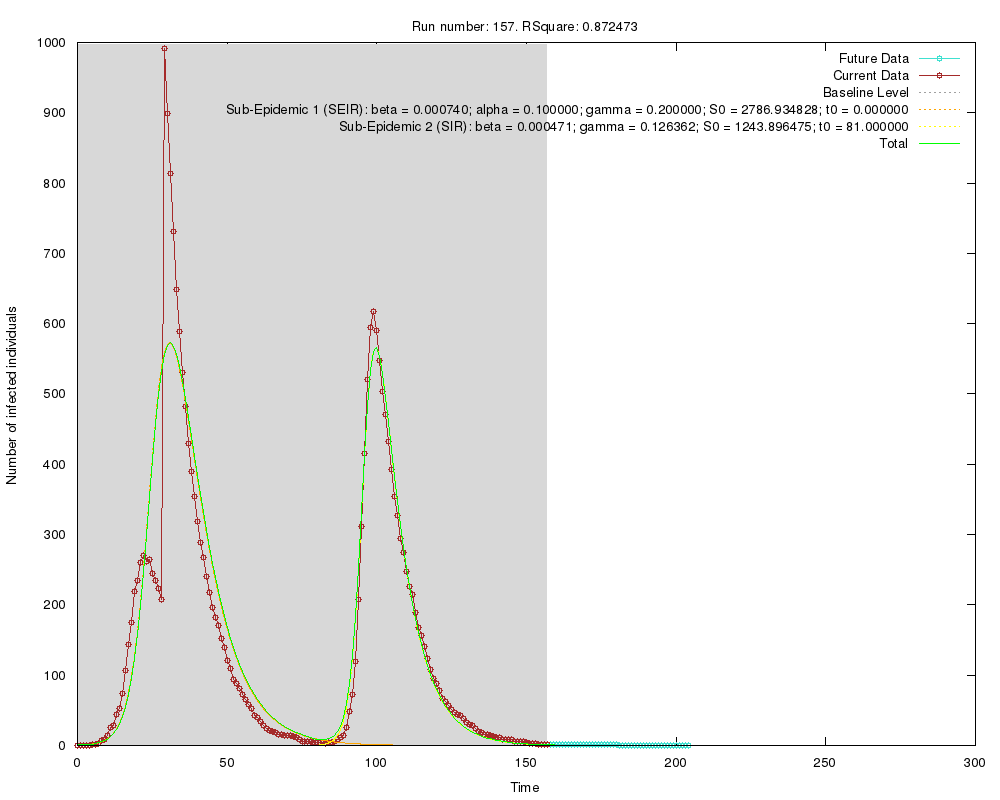 Run number: 157. RSquare: 0.872473
1000
900
800
700
600
500
400
300
200
100
0
Number of infected individuals
Future Data
Current Data
Baseline Level
Sub-Epidemic 1 (SEIR): beta = 0.000740; alpha = 0.100000; gamma = 0.200000; S0 = 2786.934828; t0 = 0.000000
Sub-Epidemic 2 (SIR): beta = 0.000471; gamma = 0.126362; S0 = 1243.896475; t0 = 81.000000
Total
0
50
100
150
200
250
300
Time